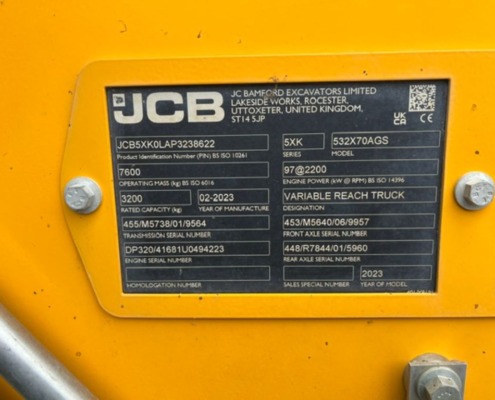 JCB
JC BAMFORD EXCAVATORS LIMITED
LAKESIDE WORKS, ROCESTER,
UTTOXETER, UNITED KINGDOM,
ST14 5JP
UK
CA
CE
JCB5XK0LAP3238622
5XK
532X70AGS
Product Identification Number (PIN) BS ISO 10261
SERIES
MODEL
7600
97@2200
OPERATING MASS (kg) BS ISO 6016
ENGINE POWER (kW @ RPM) BS ISO 14396
3200
02-2023
VARIABLE REACH TRUCK
RATED CAPACITY (kg)
YEAR OF MANUFACTURE
DESIGNATION
455/M5738/01/9564
453/M5640/06/9957
TRANSMISSION SERIAL NUMBER
FRONT AXLE SERIAL NUMBER
DP320/41681U0494223
448/R7844/01/5960
ENGINE SERIAL NUMBER
REAR AXLE SERIAL NUMBER
2023
HOMOLOGATION NUMBER
SALES SPECIAL NUMBER
YEAR OF MODEL